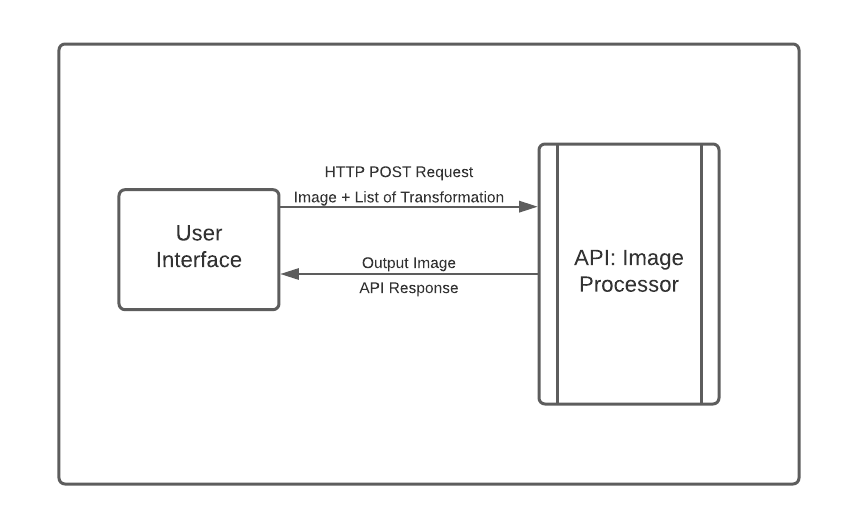 HTTP POST Request
Image + List of Transformation
User
Interface
Output Image
API Response
API: Image
Processor